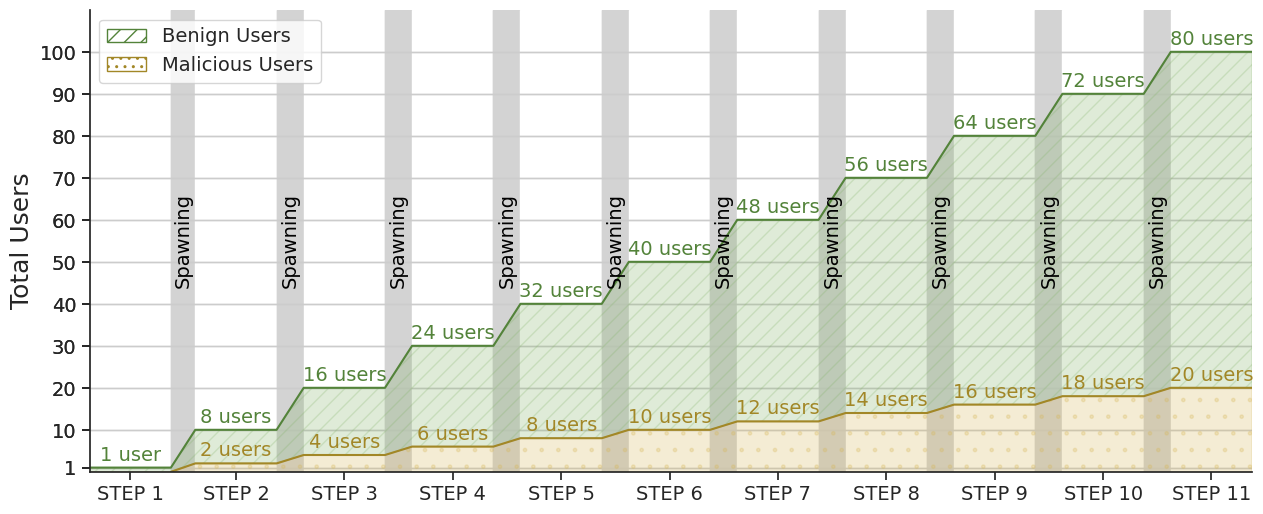 Benign Users
Malicious Users
Total Users
100
90
80
70
60
50
40
30
20
10
1
1 user
8 users
16 users
24 users
32 users
40 users
48 users
56 users
64 users
72 users
80 users
2 users
4 users
6 users
8 users
10 users
12 users
14 users
16 users
18 users
20 users
Spawning
Spawning
Spawning
Spawning
Spawning
Spawning
Spawning
Spawning
Spawning
Spawning
STEP 1
STEP 2
STEP 3
STEP 4
STEP 5
STEP 6
STEP 7
STEP 8
STEP 9
STEP 10
STEP 11